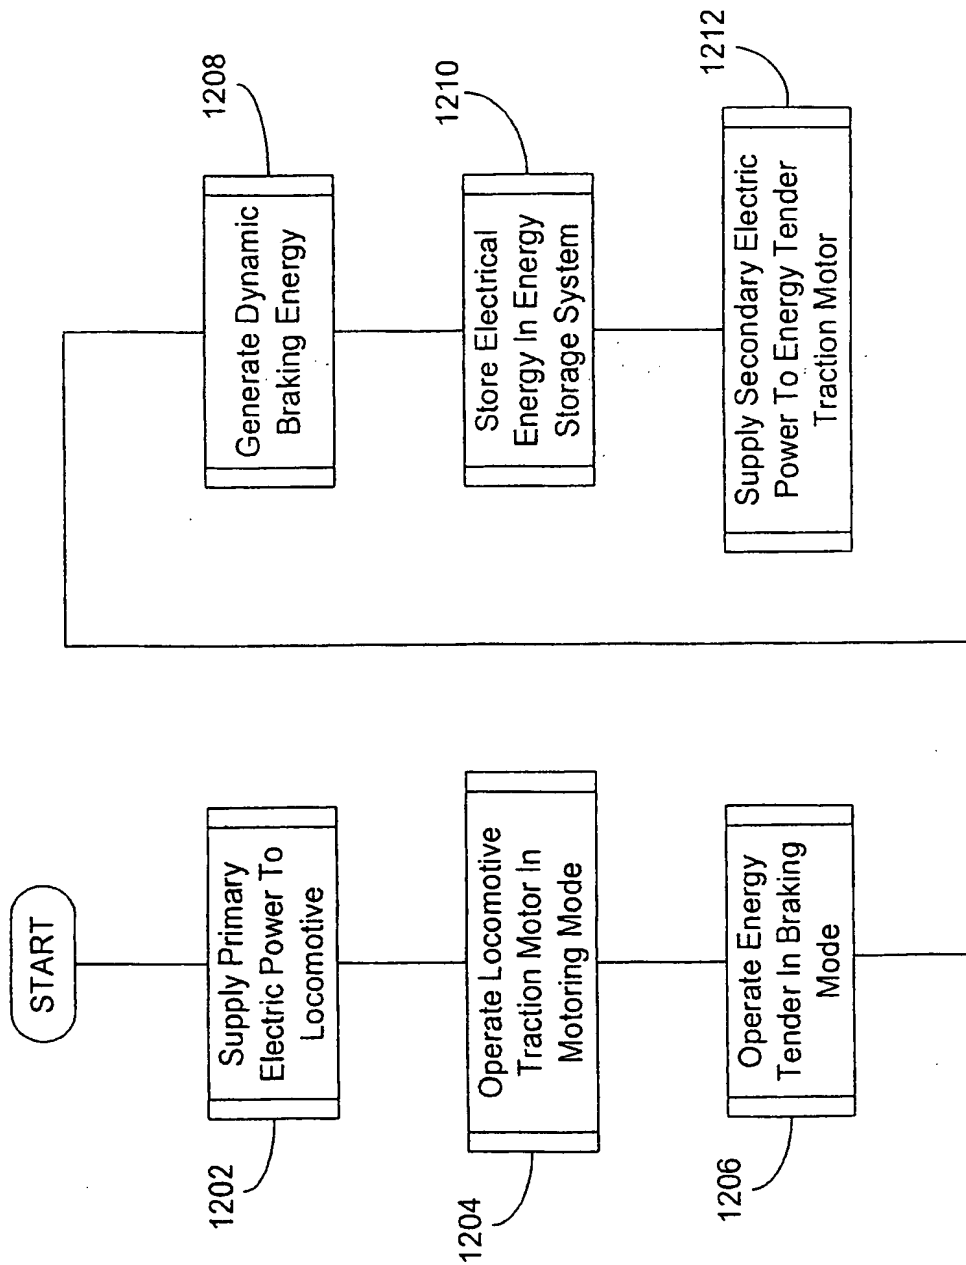 START
Supply Primary
Electric Power To
Locomotive
1202
Operate Locomotive
Traction Motor In
Motoring Mode
1204
Operate Energy
Tender In Braking
Mode
1206
Generate Dynamic
Braking Energy
1208
Store Electrical
Energy In Energy
Storage System
1210
Supply Secondary Electric
Power To Energy Tender
Traction Motor
1212